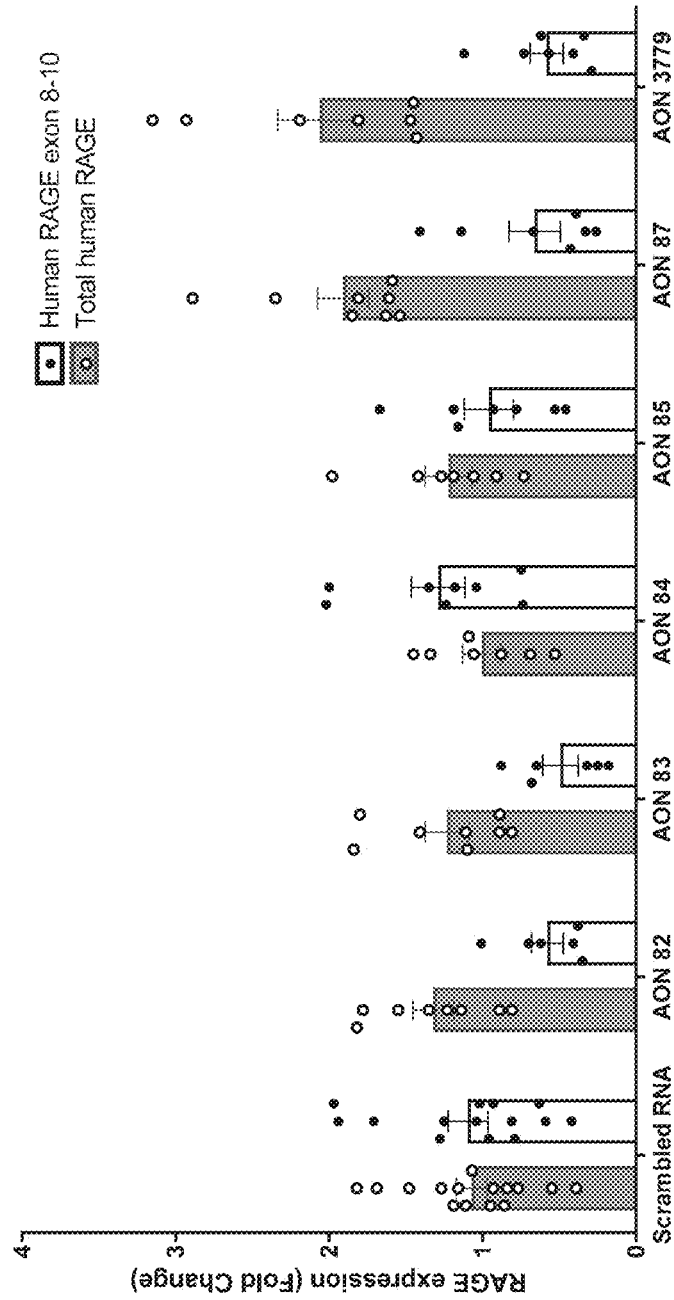 Human RAGE exon 8-10
Total human RAGE
RAGE expression (Fold Change)
4
3
2
1
0
Scrambled RNA
AON 82
AON 83
AON 84
AON 85
AON 87
AON 3779